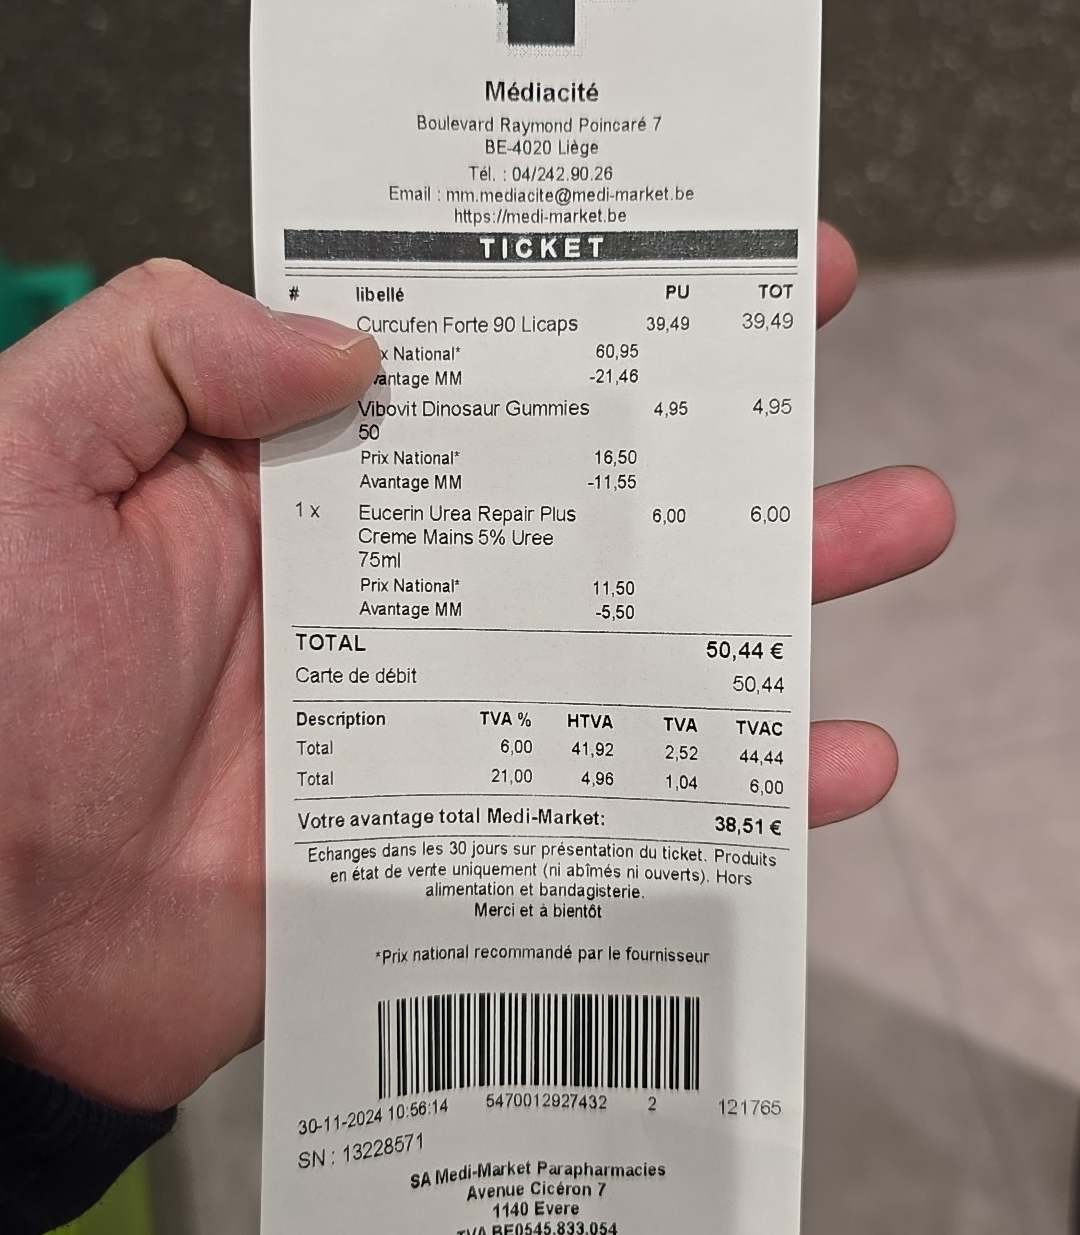 Médiacité
Boulevard Raymond Poincaré 7
BE-4020 Liège
Tél. : 04/242.90.26
Email : mm.mediacite@medi-market.be
https://medi-market.be
TICKET
# libellé PU TOT
Curcufen Forte 90 Licaps 39,49 39,49
National* 60,95
MM -21,46
Vibovit Dinosaur Gummies 4,95 4,95
50
Prix National* 16,50
Avantage MM -11,55
1 x Eucerin Urea Repair Plus 6,00 6,00
Creme Mains 5% Uree
75ml
Prix National* 11,50
Avantage MM -5,50
TOTAL 50,44 €
Carte de débit 50,44
Description TVA % HTVA TVA TVAC
Total 6,00 41,92 2,52 44,44
Total 21,00 4,96 1,04 6,00
Votre avantage total Medi-Market: 38,51 €
Echanges dans les 30 jours sur présentation du ticket. Produits
en état de vente uniquement (ni abîmés ni ouverts). Hors
alimentation et bandagisterie.
Merci et à bientôt
*Prix national recommandé par le fournisseur
30-11-2024 10:56:14 5470012927432 2 121765
SN : 13228571
SA Medi-Market Parapharmacies
Avenue Cicéron 7
1140 Evere
TVA BE0545.833.054